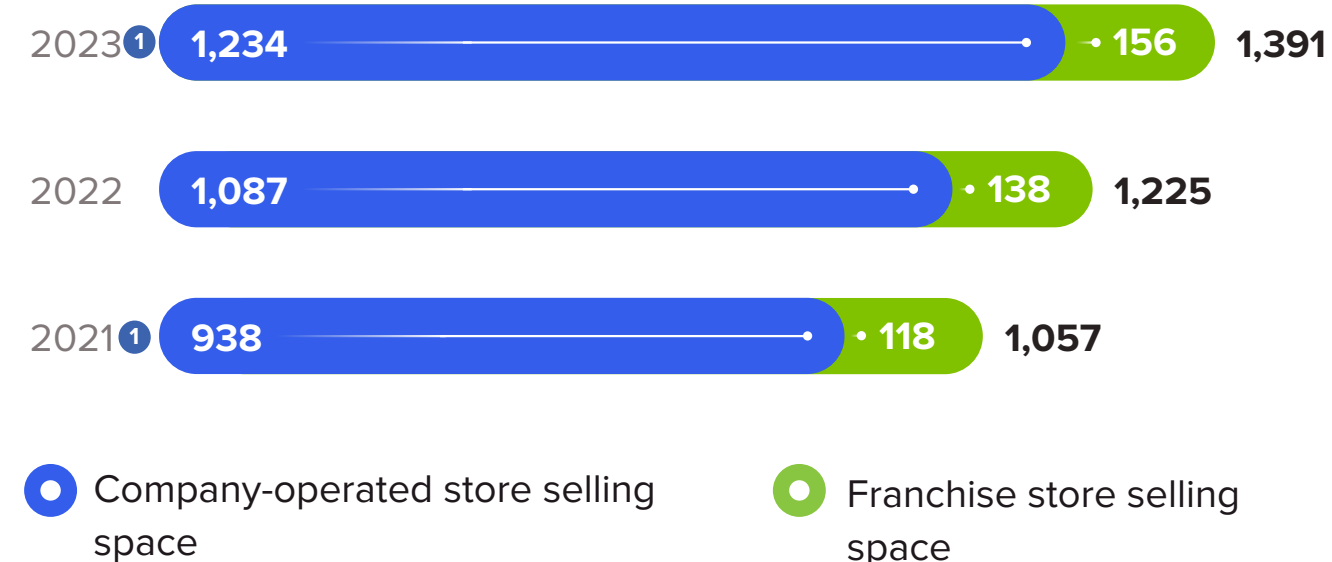 2023 1 1,234 156 1,391
2022 1,087 138 1,225
2021 1 938 118 1,057
Company-operated store selling
space
Franchise store selling
space